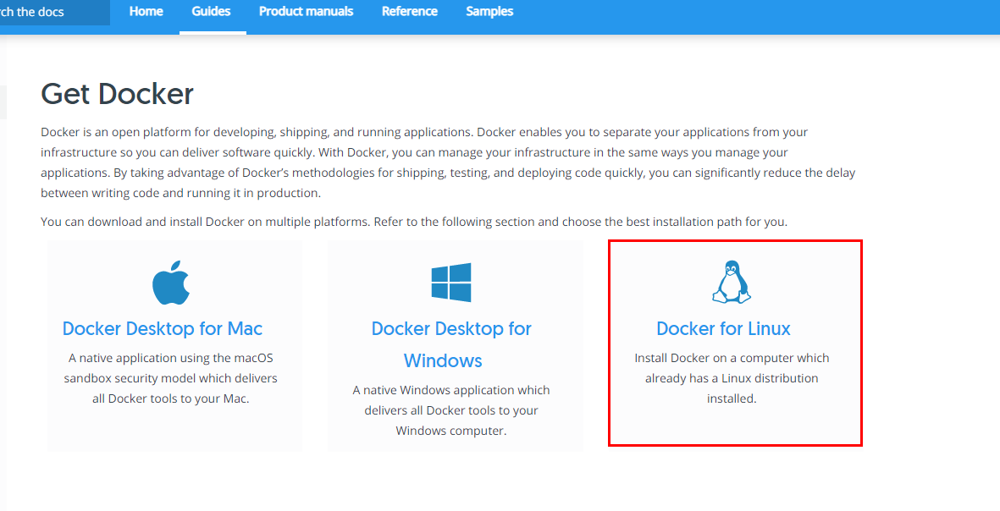 the docs
Home
Guides
Product manuals
Reference
Samples
Get Docker
Docker is an open platform for developing, shipping, and running applications. Docker enables you to separate your applications from your
infrastructure so you can deliver software quickly. With Docker, you can manage your infrastructure in the same ways you manage your
applications. By taking advantage of Docker’s methodologies for shipping, testing, and deploying code quickly, you can significantly reduce the delay
between writing code and running it in production.
You can download and install Docker on multiple platforms. Refer to the following section and choose the best installation path for you.
Docker Desktop for Mac
A native application using the macOS
sandbox security model which delivers
all Docker tools to your Mac.
Docker Desktop for
Windows
A native Windows application which
delivers all Docker tools to your
Windows computer.
Docker for Linux
Install Docker on a computer which
already has a Linux distribution
installed.